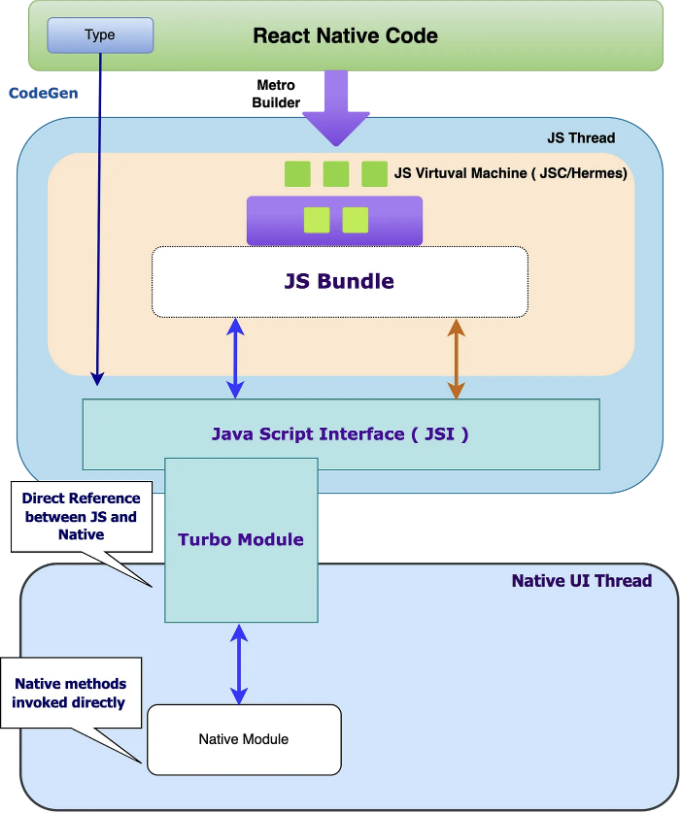 Type
React Native Code
CodeGen
Metro
Builder
JS Thread
JS Virtuval Machine ( JSC/Hermes)
JS Bundle
Java Script Interface ( JSI )
Direct Reference
between JS and
Native
Turbo Module
Native UI Thread
Native methods
invoked directly
Native Module